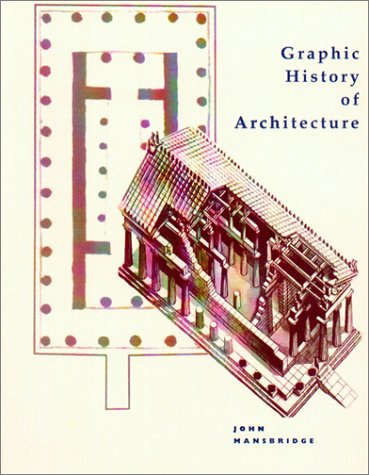 Graphic
History
of
Architecture
JOHN
MANSBRIDGE